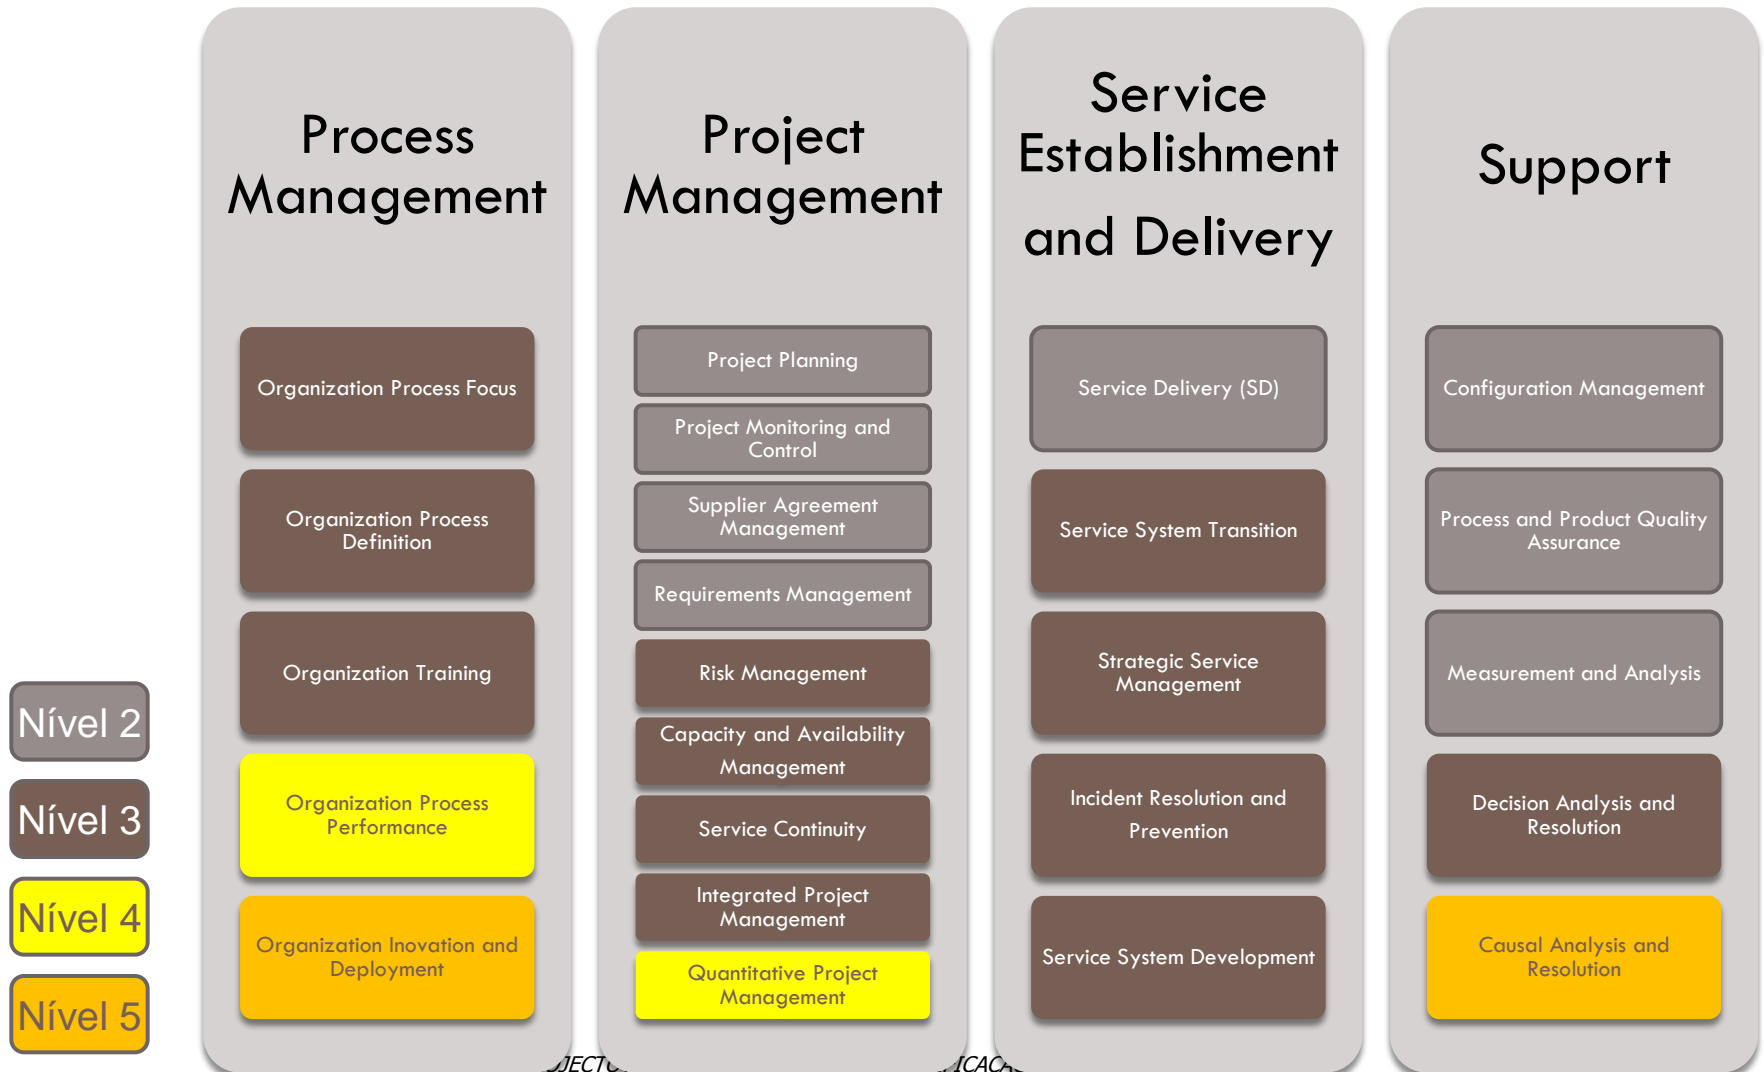 Process
Management
Organization Process Focus
Organization Process
Definition
Organization Training
Organization Process
Performance
Organization Inovation and
Deployment
Project
Management
Project Planning
Project Monitoring and
Control
Supplier Agreement
Management
Requirements Management
Risk Management
Capacity and Availability
Management
Service Continuity
Integrated Project
Management
Quantitative Project
Management
Service
Establishment
and Delivery
Service Delivery (SD)
Service System Transition
Strategic Service
Management
Incident Resolution and
Prevention
Service System Development
Support
Configuration Management
Process and Product Quality
Assurance
Measurement and Analysis
Decision Analysis and
Resolution
Causal Analysis and
Resolution
Nível 2
Nível 3
Nível 4
Nível 5